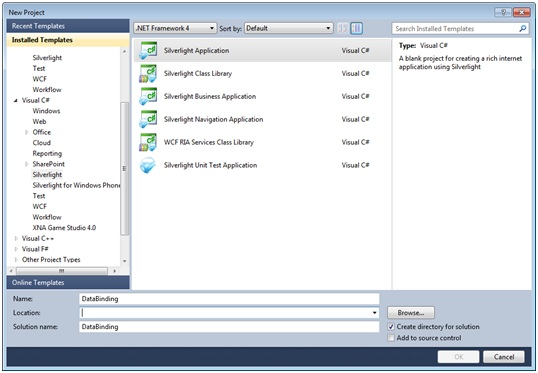 New Project
Recent Templates
Installed Templates
Silverlight
Test
WCF
Workflow
Visual C#
Windows
Web
Office
Cloud
Reporting
SharePoint
Silverlight
Silverlight for Windows Phone
Test
WCF
Workflow
XNA Game Studio 4.0
Visual C++
Visual F#
Other Project Types
Online Templates
.NET Framework 4 Sort by: Default
Silverlight Application Visual C#
Silverlight Class Library Visual C#
Silverlight Business Application Visual C#
Silverlight Navigation Application Visual C#
WCF RIA Services Class Library Visual C#
Silverlight Unit Test Application Visual C#
Search Installed Templates
Type: Visual C#
A blank project for creating a rich internet
application using Silverlight
Name: DataBinding
Location: Browse...
Solution name: DataBinding
Create directory for solution
Add to source control
OK Cancel